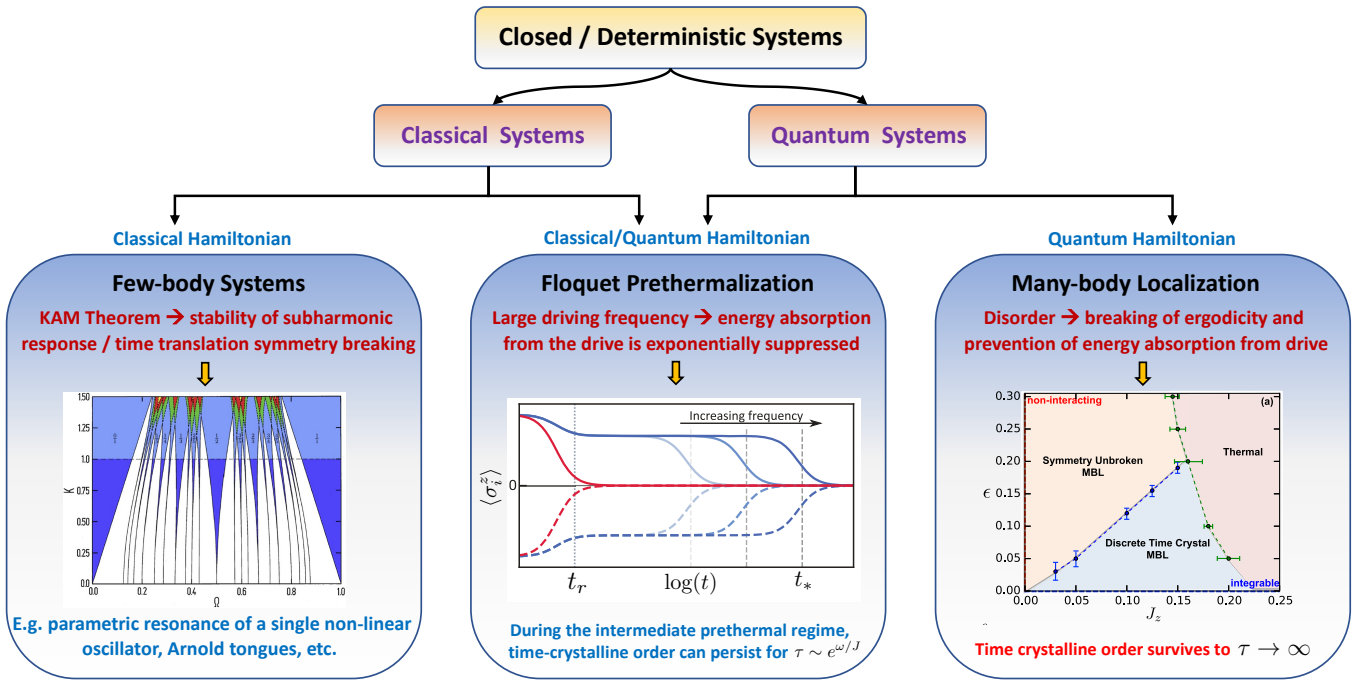 Closed / Deterministic Systems
Classical Systems
Quantum Systems
Classical Hamiltonian
Classical/Quantum Hamiltonian
Quantum Hamiltonian
Few-body Systems
KAM Theorem → stability of subharmonic
response / time translation symmetry breaking
1.50
1.25
1.0
0.75
0.50
0.25
0.0
K
0.0 0.2 0.4 0.6 0.8 1.0
Ω
E.g. parametric resonance of a single non-linear
oscillator, Arnold tongues, etc.
Floquet Prethermalization
Large driving frequency → energy absorption
from the drive is exponentially suppressed
Increasing frequency
⟨σᵢᶻ⟩
0
t_r log(t) t_*
During the intermediate prethermal regime,
time-crystalline order can persist for τ ∼ e^{ω/J}
Many-body Localization
Disorder → breaking of ergodicity and
prevention of energy absorption from drive
0.30
0.25
0.20
0.15
0.10
0.05
0.00
ϵ
non-interacting
(a)
Symmetry Unbroken
MBL
Thermal
Discrete Time Crystal
MBL
integrable
0.00 0.05 0.10 0.15 0.20 0.25
J_z
Time crystalline order survives to τ → ∞